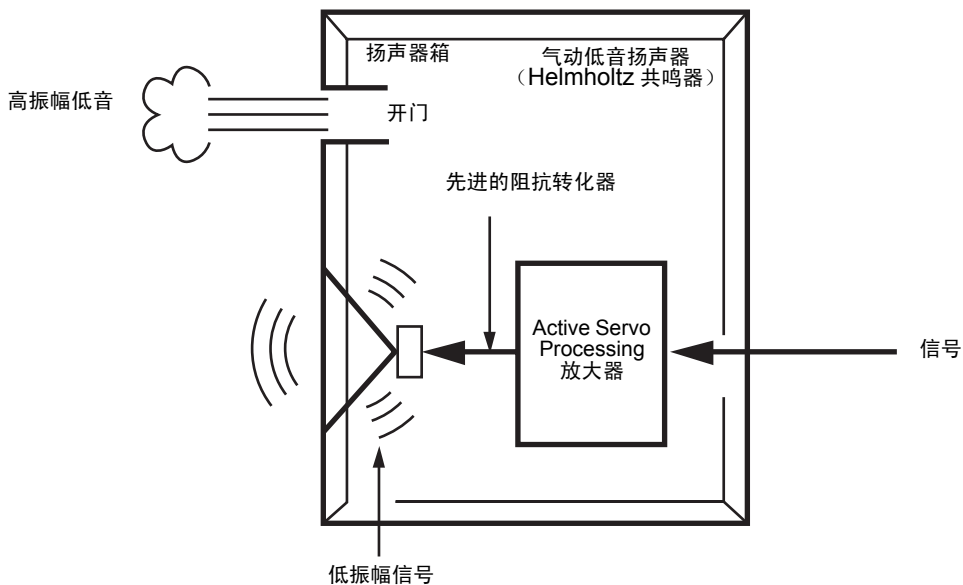 扬声器箱
气动低音扬声器
（Helmholtz 共鸣器）
高振幅低音
开门
先进的阻抗转化器
Active Servo
Processing
放大器
信号
低振幅信号